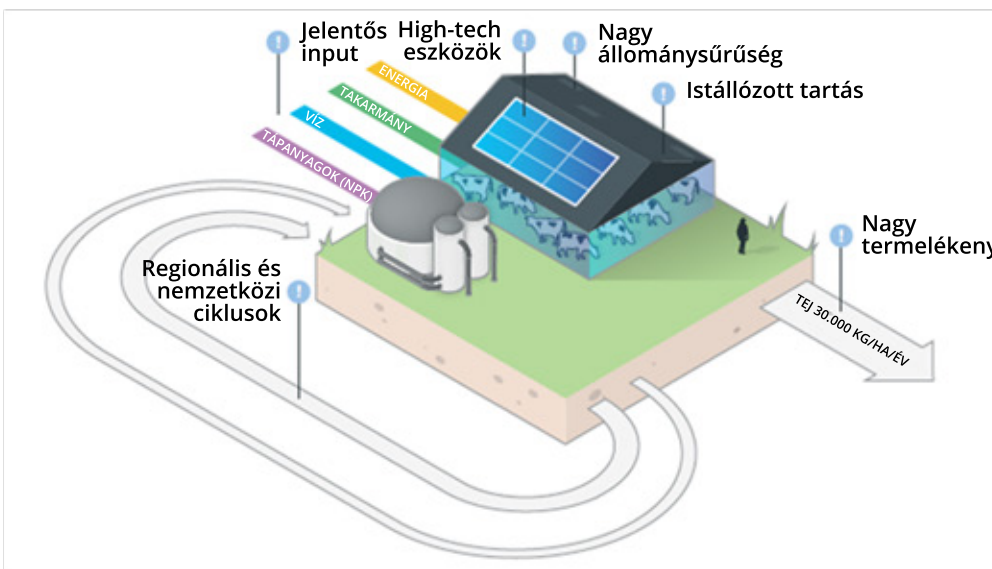 Jelentős
input
High-tech
eszközök
Nagy
állománysűrűség
Istállózott tartás
ENERGIA
TAKARMÁNY
VÍZ
TÁPANYAGOK (NPK)
Nagy
termelékeny
Regionális és
nemzetközi
ciklusok
TEJ 30.000 KG/HA/ÉV